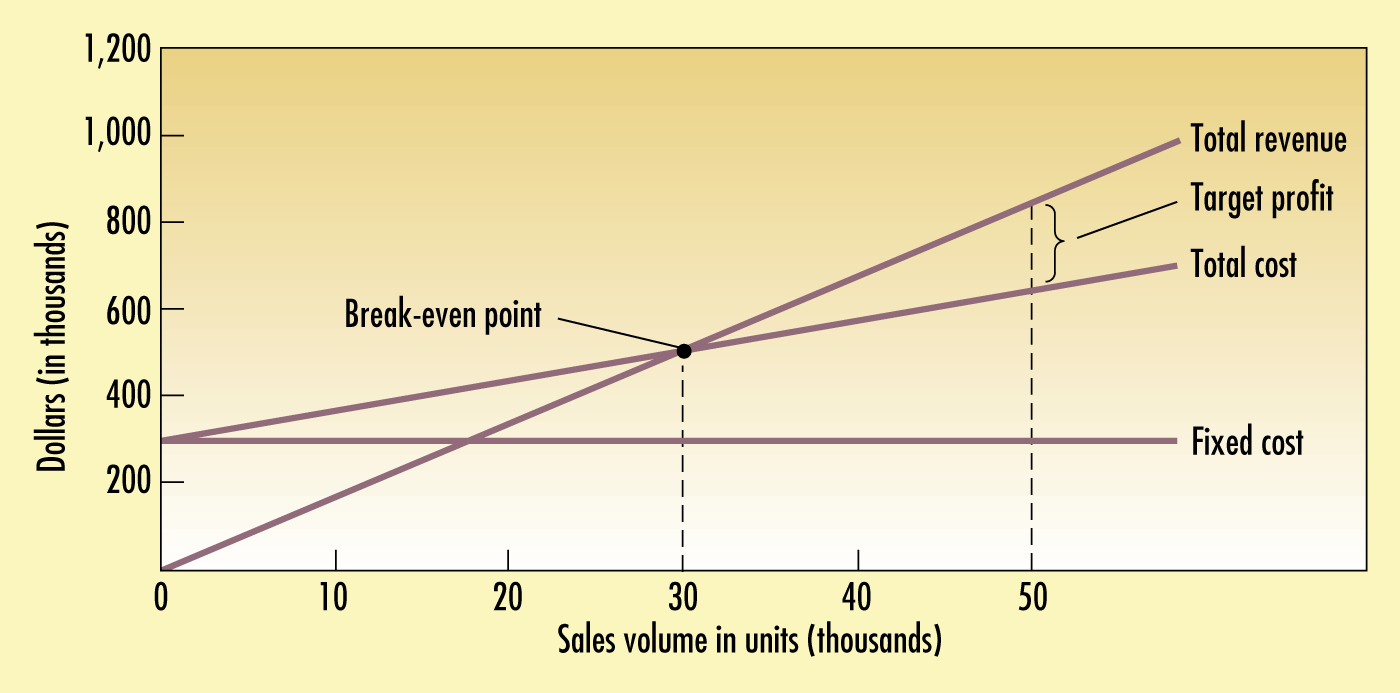 1,200
1,000
800
600
400
200
Dollars (in thousands)
Total revenue
Target profit
Total cost
Break-even point
Fixed cost
0 10 20 30 40 50
Sales volume in units (thousands)